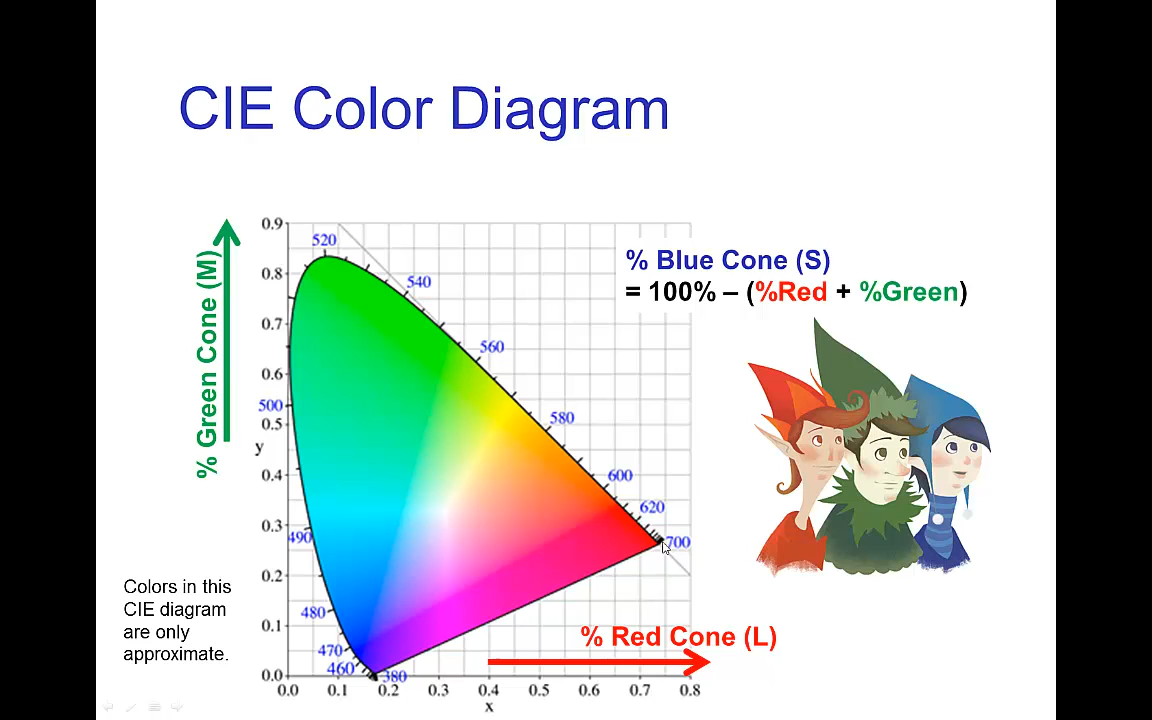 CIE Color Diagram
% Green Cone (M)
% Blue Cone (S)
= 100% – (%Red + %Green)
0.9
0.8
0.7
0.6
0.5
y
0.4
0.3
0.2
0.1
0.0
520
540
560
580
600
620
700
500
490
480
470
460
380
Colors in this
CIE diagram
are only
approximate.
% Red Cone (L)
0.0 0.1 0.2 0.3 0.4 0.5 0.6 0.7 0.8
x